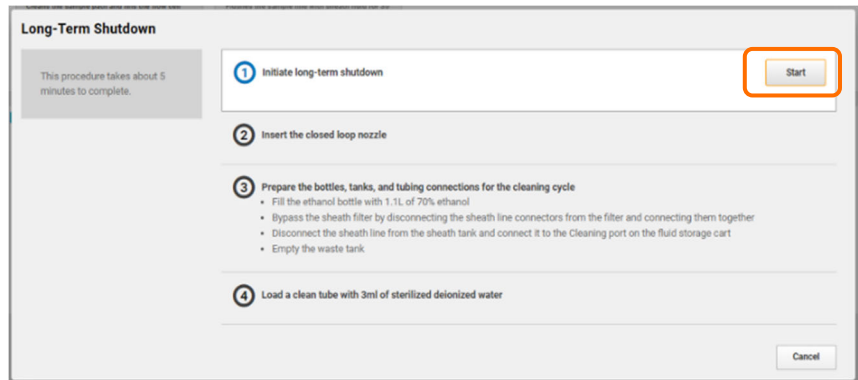 Long-Term Shutdown
This procedure takes about 5
minutes to complete.
1 Initiate long-term shutdown
Start
2 Insert the closed loop nozzle
3 Prepare the bottles, tanks, and tubing connections for the cleaning cycle
• Fill the ethanol bottle with 1.1L of 70% ethanol
• Bypass the sheath filter by disconnecting the sheath line connectors from the filter and connecting them together
• Disconnect the sheath line from the sheath tank and connect it to the Cleaning port on the fluid storage cart
• Empty the waste tank
4 Load a clean tube with 3ml of sterilized deionized water
Cancel